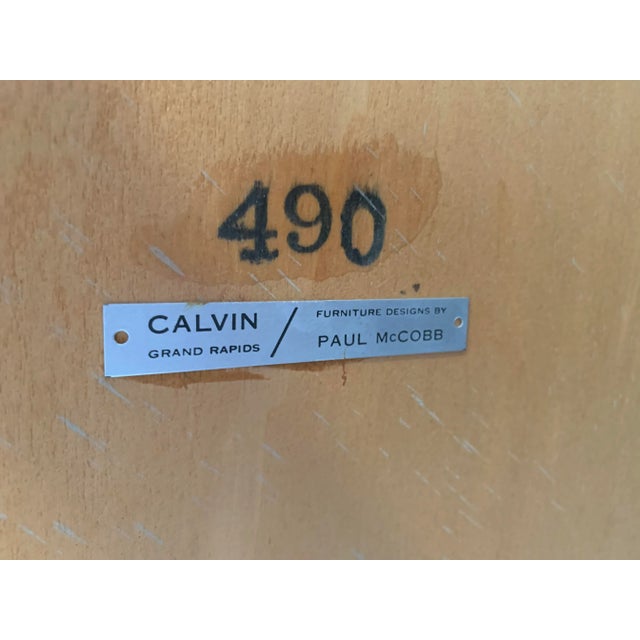 490
CALVIN / FURNITURE DESIGNS BY
GRAND RAPIDS PAUL McCOBB